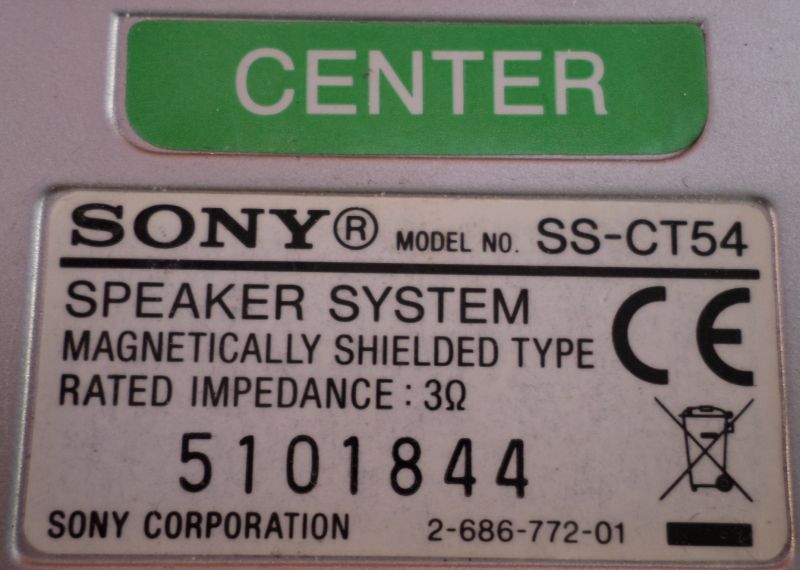 CENTER
SONY® MODEL NO. SS-CT54
SPEAKER SYSTEM
MAGNETICALLY SHIELDED TYPE
RATED IMPEDANCE : 3Ω
CE
5101844
SONY CORPORATION 2-686-772-01